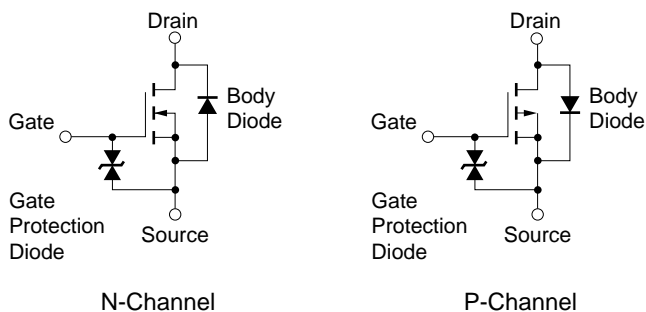 Drain
Body
Diode
Gate
Gate
Protection
Diode
Source
N-Channel
Drain
Body
Diode
Gate
Gate
Protection
Diode
Source
P-Channel